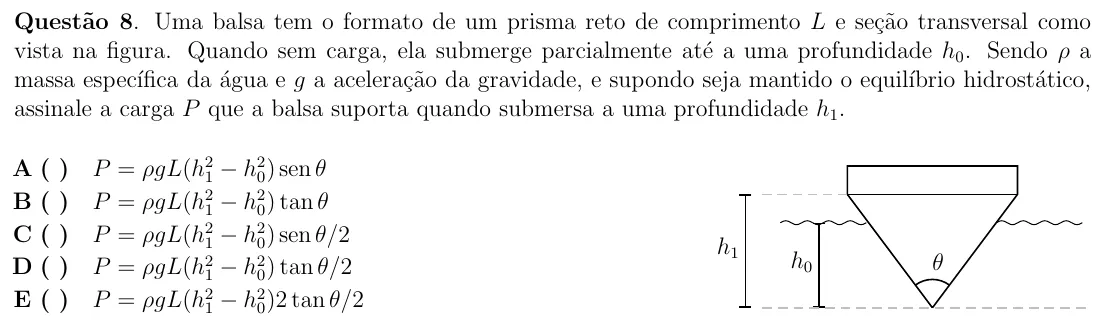 Questão 8. Uma balsa tem o formato de um prisma reto de comprimento L e seção transversal como
vista na figura. Quando sem carga, ela submerge parcialmente até a uma profundidade h₀. Sendo ρ a
massa específica da água e g a aceleração da gravidade, e supondo seja mantido o equilíbrio hidrostático,
assinale a carga P que a balsa suporta quando submersa a uma profundidade h₁.
A ( ) P = ρgL(h₁² − h₀²) sen θ
B ( ) P = ρgL(h₁² − h₀²) tan θ
C ( ) P = ρgL(h₁² − h₀²) sen θ/2
D ( ) P = ρgL(h₁² − h₀²) tan θ/2
E ( ) P = ρgL(h₁² − h₀²)2 tan θ/2
h₁
h₀
θ